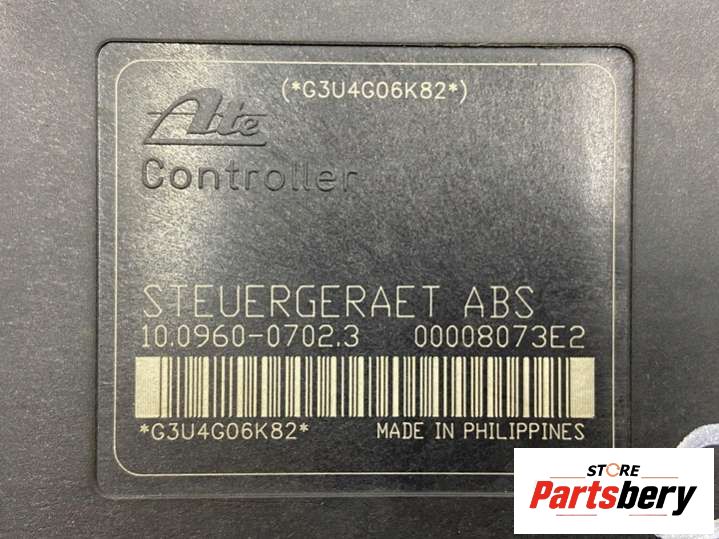 (*G3U4G06K82*)
Ate
Controller
STEUERGERAET ABS
10.0960-0702.3 00008073E2
*G3U4G06K82* MADE IN PHILIPPINES
STORE
Partsbery